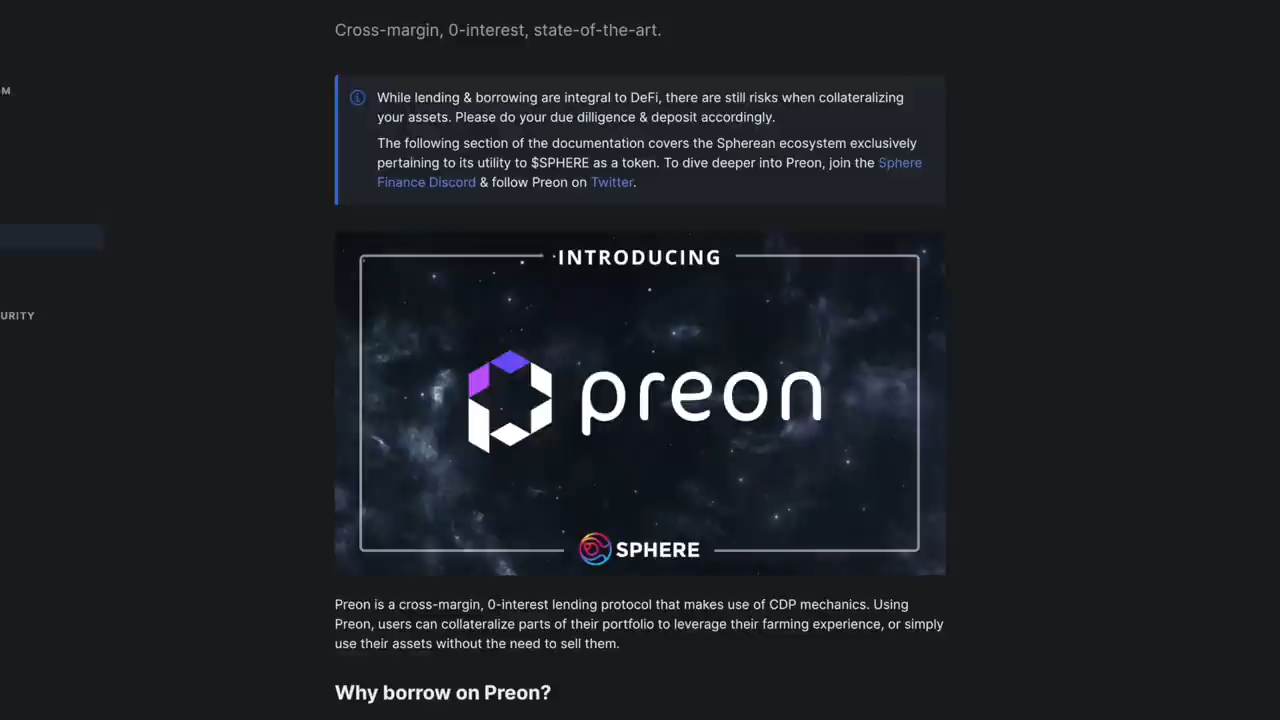 Cross-margin, 0-interest, state-of-the-art.
M
While lending & borrowing are integral to DeFi, there are still risks when collateralizing
your assets. Please do your due dilligence & deposit accordingly.
The following section of the documentation covers the Spherean ecosystem exclusively
pertaining to its utility to $SPHERE as a token. To dive deeper into Preon, join the Sphere
Finance Discord & follow Preon on Twitter.
INTRODUCING
URITY
preon
SPHERE
Preon is a cross-margin, 0-interest lending protocol that makes use of CDP mechanics. Using
Preon, users can collateralize parts of their portfolio to leverage their farming experience, or simply
use their assets without the need to sell them.
Why borrow on Preon?